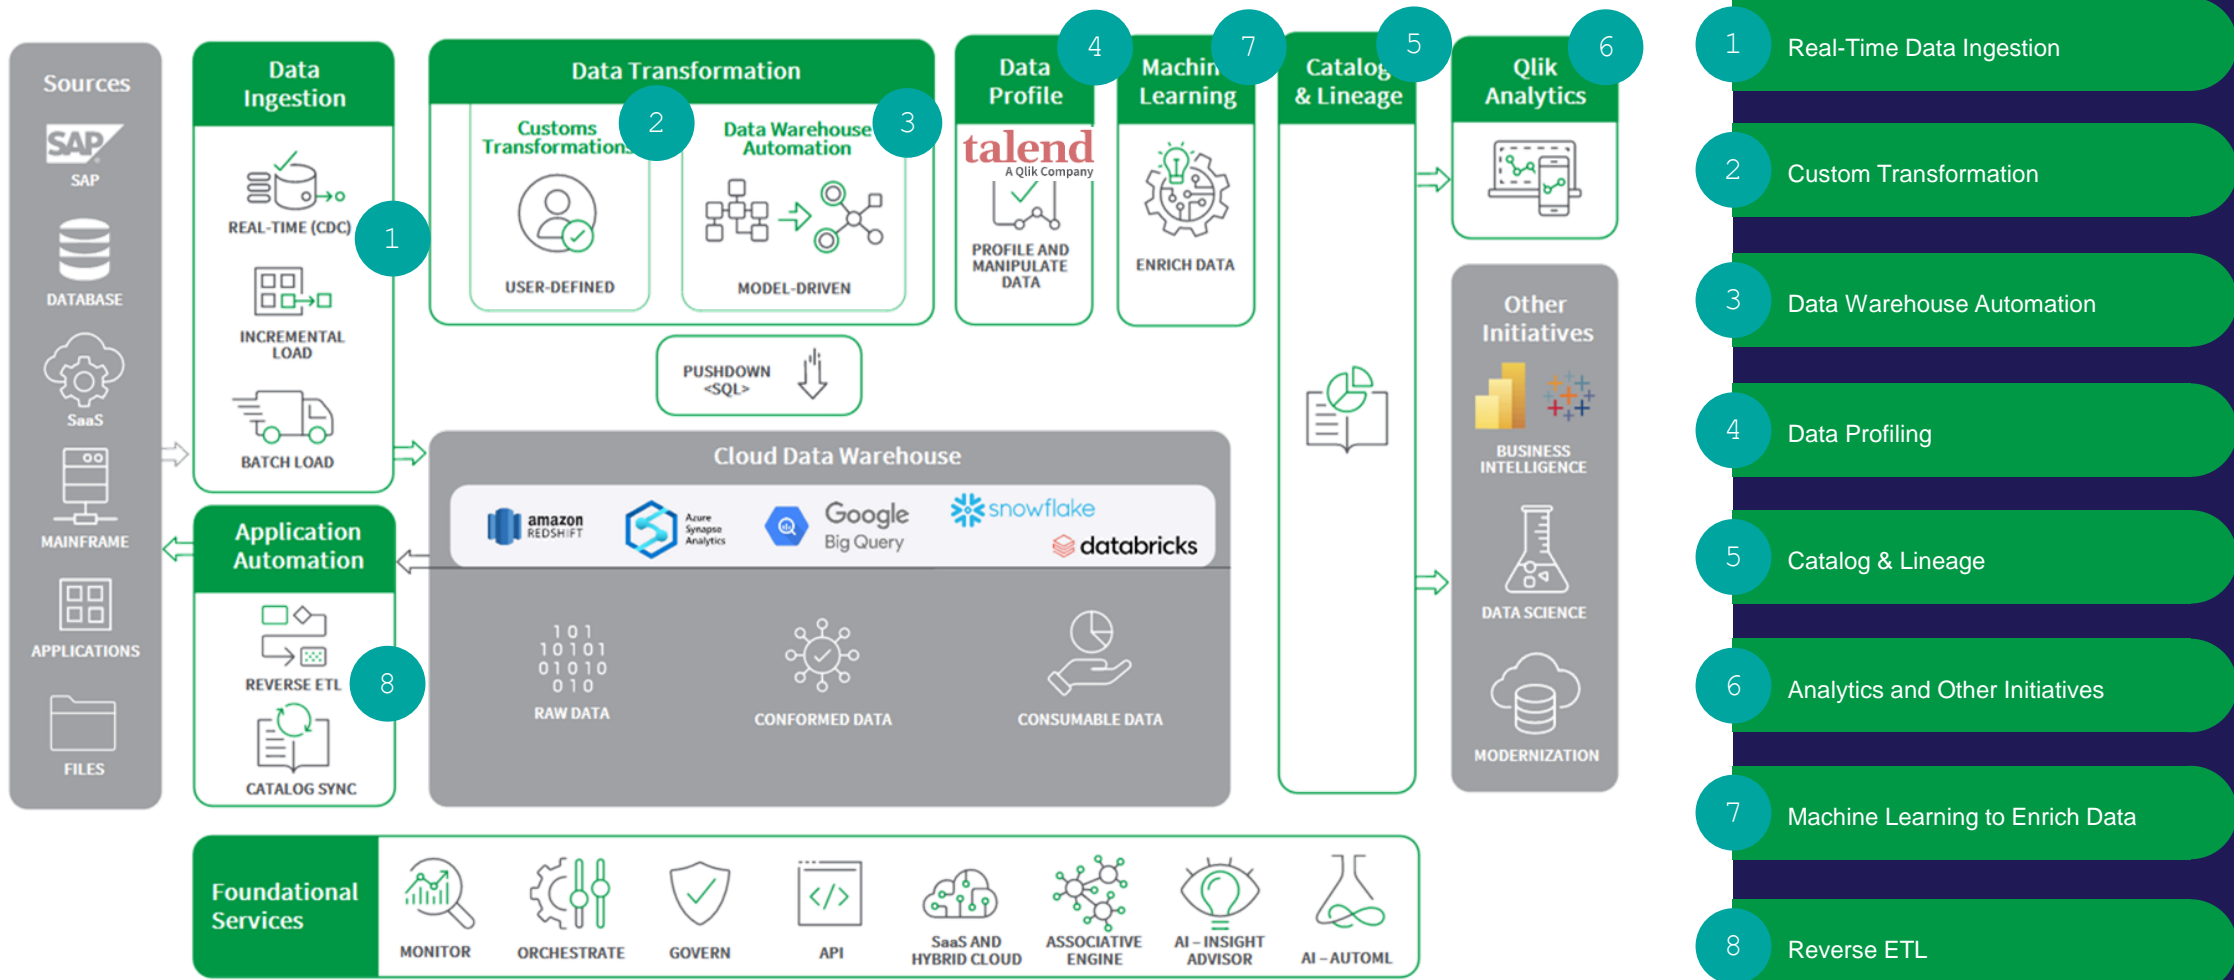 Sources
SAP
SAP
DATABASE
SaaS
MAINFRAME
APPLICATIONS
FILES
Data
Ingestion
REAL-TIME (CDC)
1
INCREMENTAL
LOAD
BATCH LOAD
Application
Automation
REVERSE ETL
8
CATALOG SYNC
Data Transformation
Customs
Transformations
2
USER-DEFINED
Data Warehouse
Automation
3
MODEL-DRIVEN
PUSHDOWN
<SQL>
Data
Profile
4
talend
A Qlik Company
PROFILE AND
MANIPULATE
DATA
Machin
Learning
7
ENRICH DATA
Catalog
& Lineage
5
Qlik
Analytics
6
Other
Initiatives
BUSINESS
INTELLIGENCE
DATA SCIENCE
MODERNIZATION
Cloud Data Warehouse
amazon
REDSHIFT
Azure
Synapse
Analytics
Google
Big Query
snowflake
databricks
101
10101
01010
010
RAW DATA
CONFORMED DATA
CONSUMABLE DATA
Foundational
Services
MONITOR
ORCHESTRATE
GOVERN
</>
API
SaaS AND
HYBRID CLOUD
ASSOCIATIVE
ENGINE
AI – INSIGHT
ADVISOR
AI – AUTOML
1 Real-Time Data Ingestion
2 Custom Transformation
3 Data Warehouse Automation
4 Data Profiling
5 Catalog & Lineage
6 Analytics and Other Initiatives
7 Machine Learning to Enrich Data
8 Reverse ETL